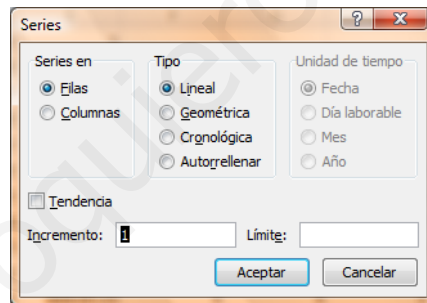 Series
Series en
Filas
Columnas
Tipo
Lineal
Geométrica
Cronológica
Autorrellenar
Unidad de tiempo
Fecha
Día laborable
Mes
Año
Tendencia
Incremento: 1
Límite:
Aceptar
Cancelar